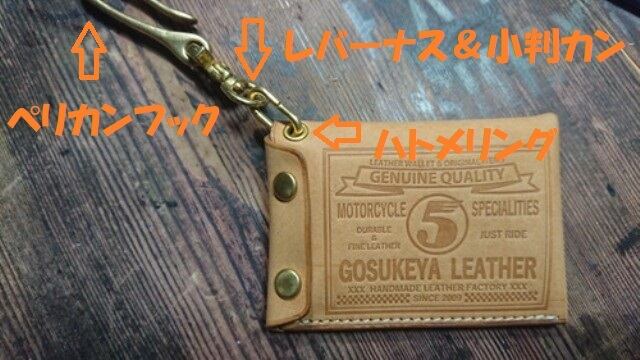 レバーナス&小判カン
ペリカンフック
ハトメリング
LEATHER WALLET & ORIGINAL
GENUINE QUALITY
MOTORCYCLE 5 SPECIALITIES
DURABLE
&
FINE LEATHER
JUST RIDE
GOSUKEYA LEATHER
XXX HANDMADE LEATHER FACTORY XXX
SINCE 2009